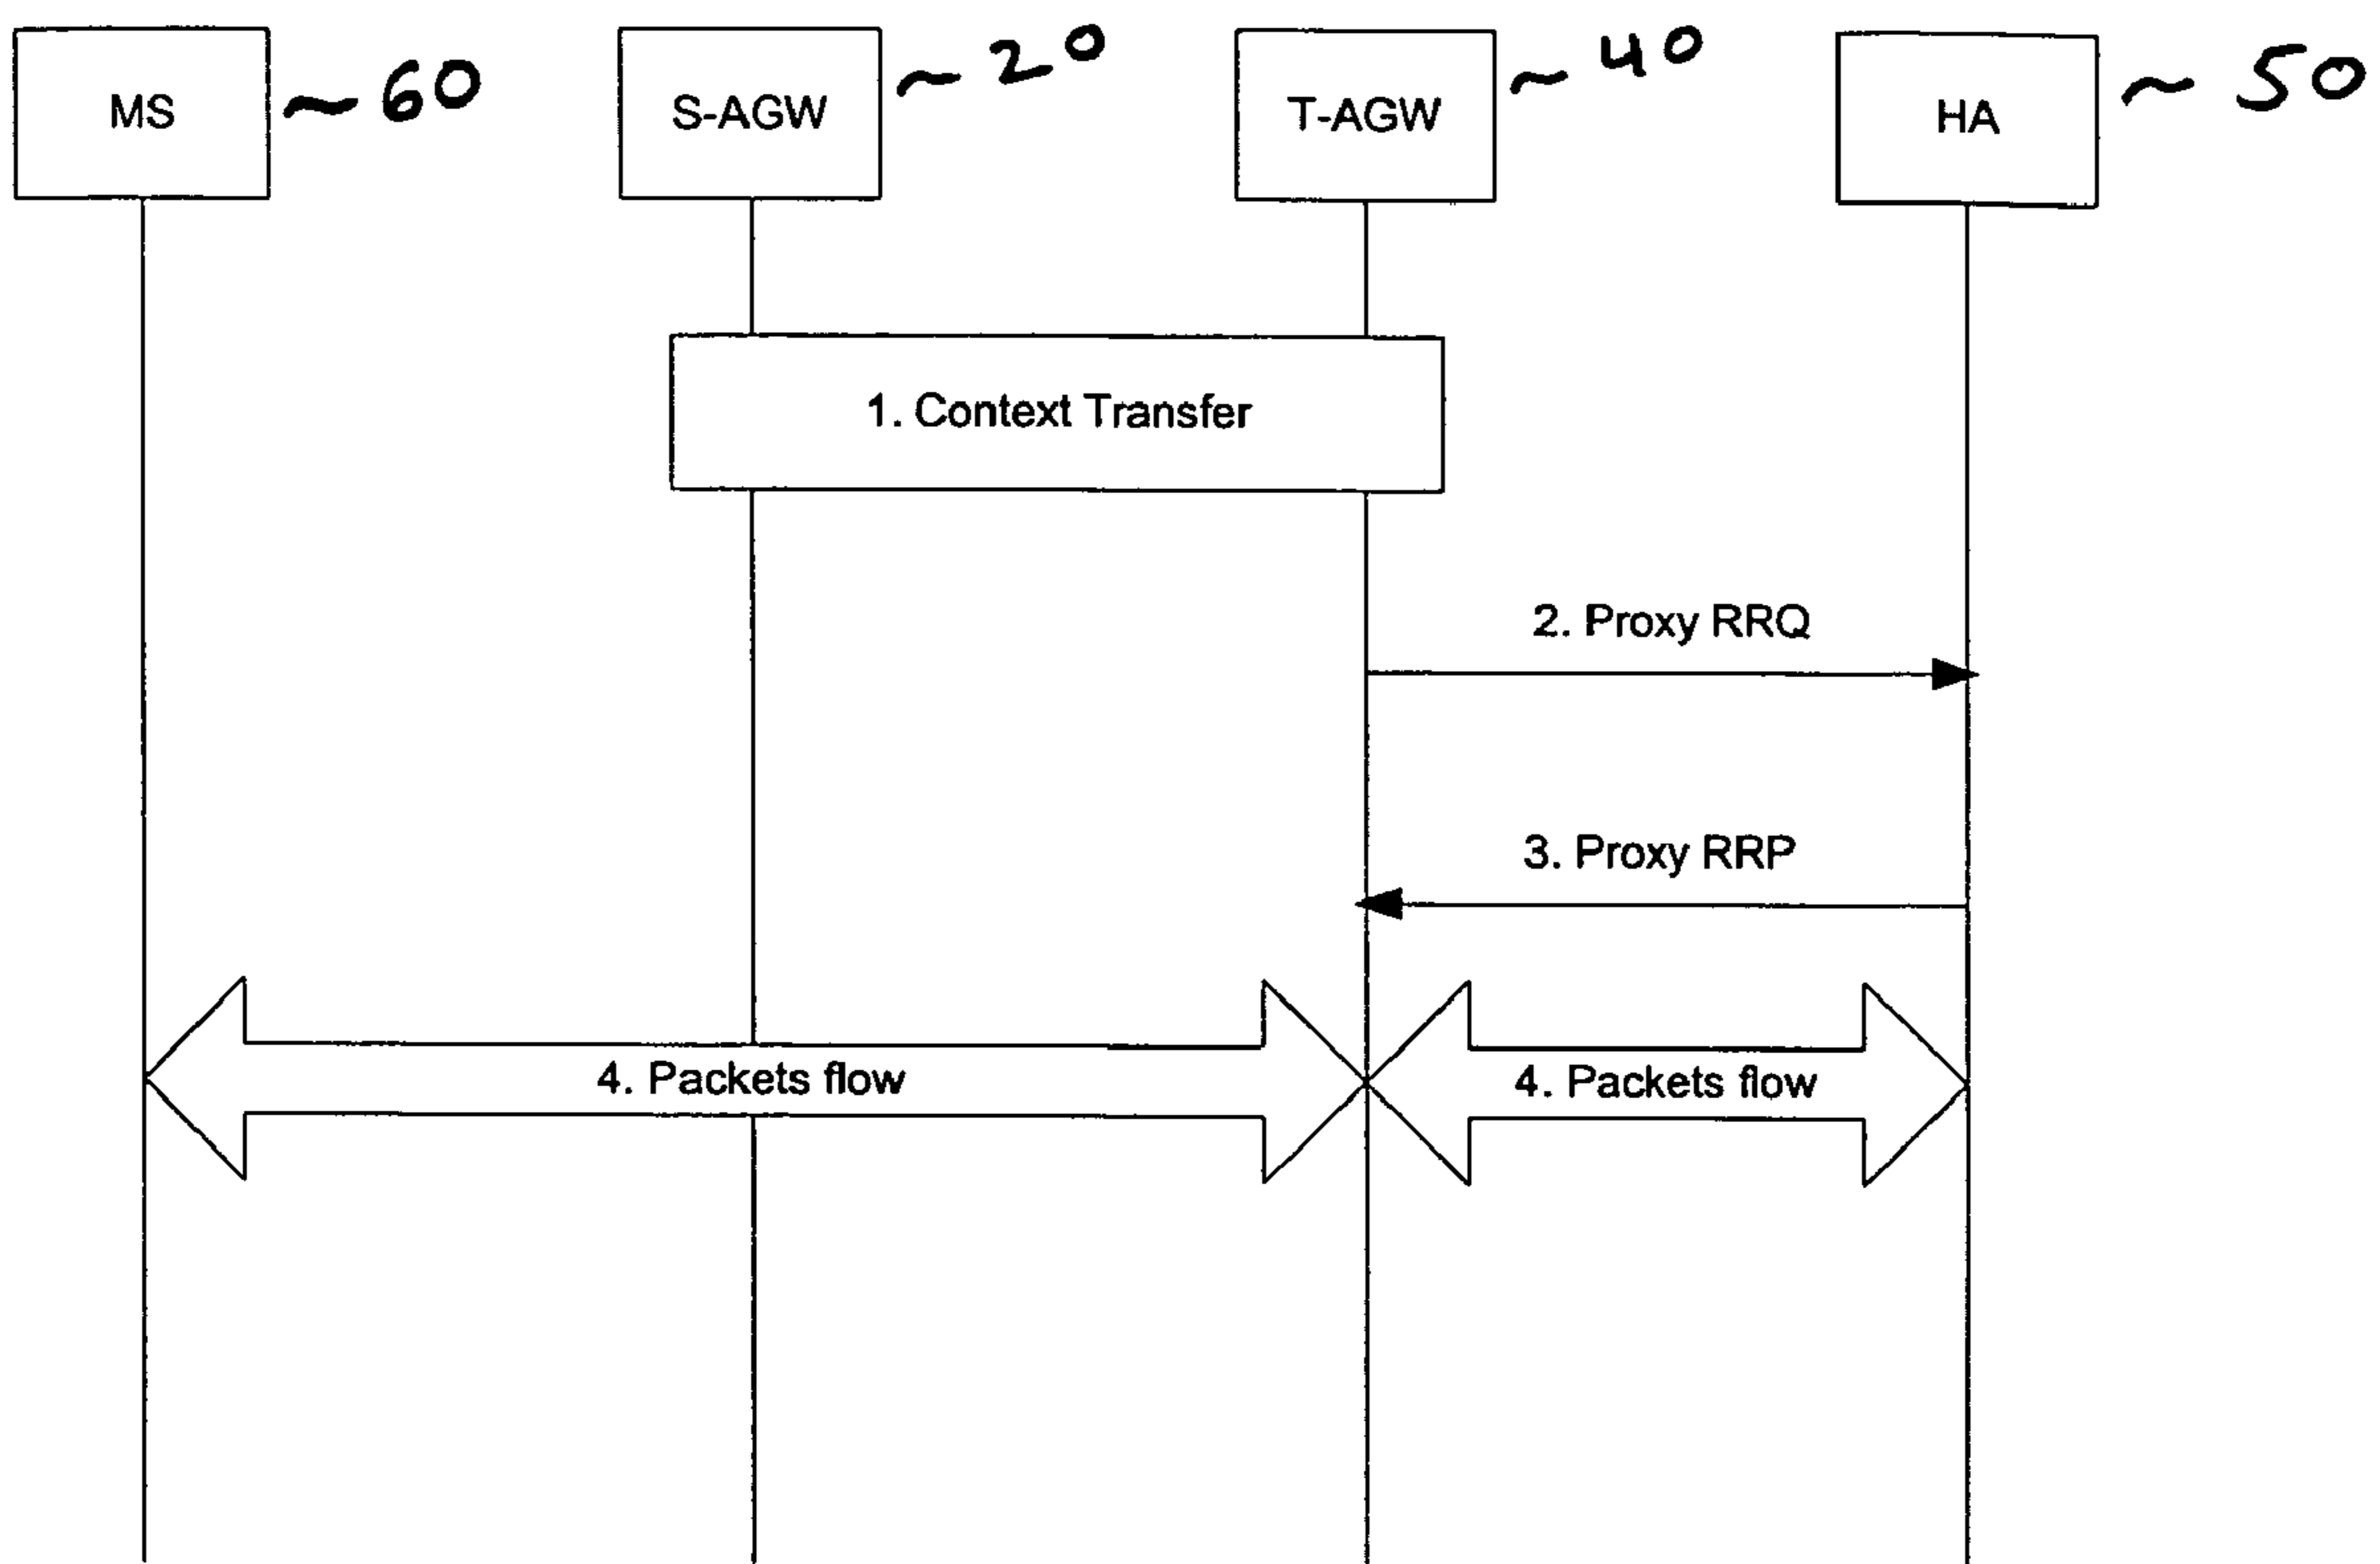 MS
~60
S-AGW
~20
T-AGW
~40
HA
~50
1. Context Transfer
2. Proxy RRQ
3. Proxy RRP
4. Packets flow
4. Packets flow